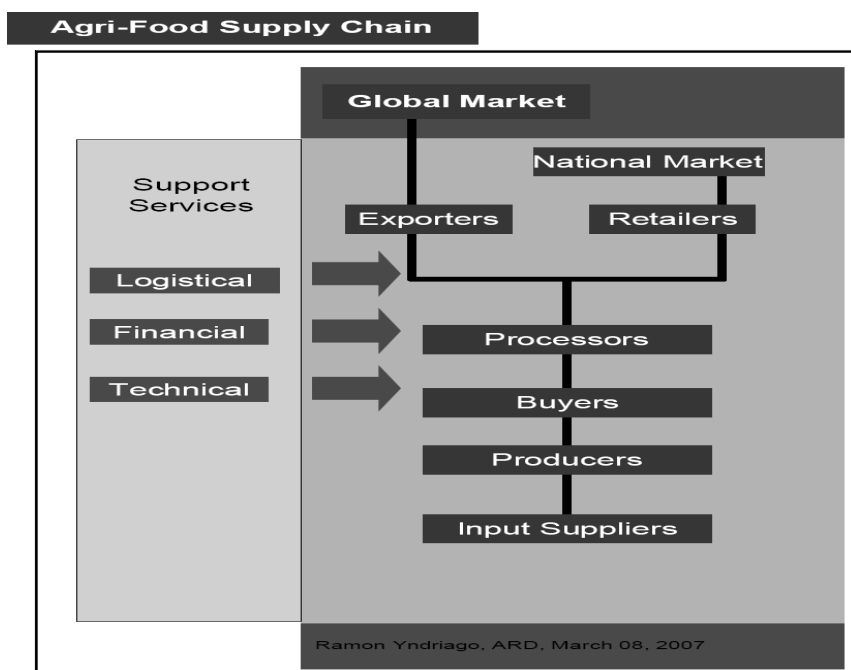 Agri-Food Supply Chain
Global Market
National Market
Support
Services
Exporters
Retailers
Logistical
Financial
Processors
Technical
Buyers
Producers
Input Suppliers
Ramon Yndriago, ARD, March 08, 2007